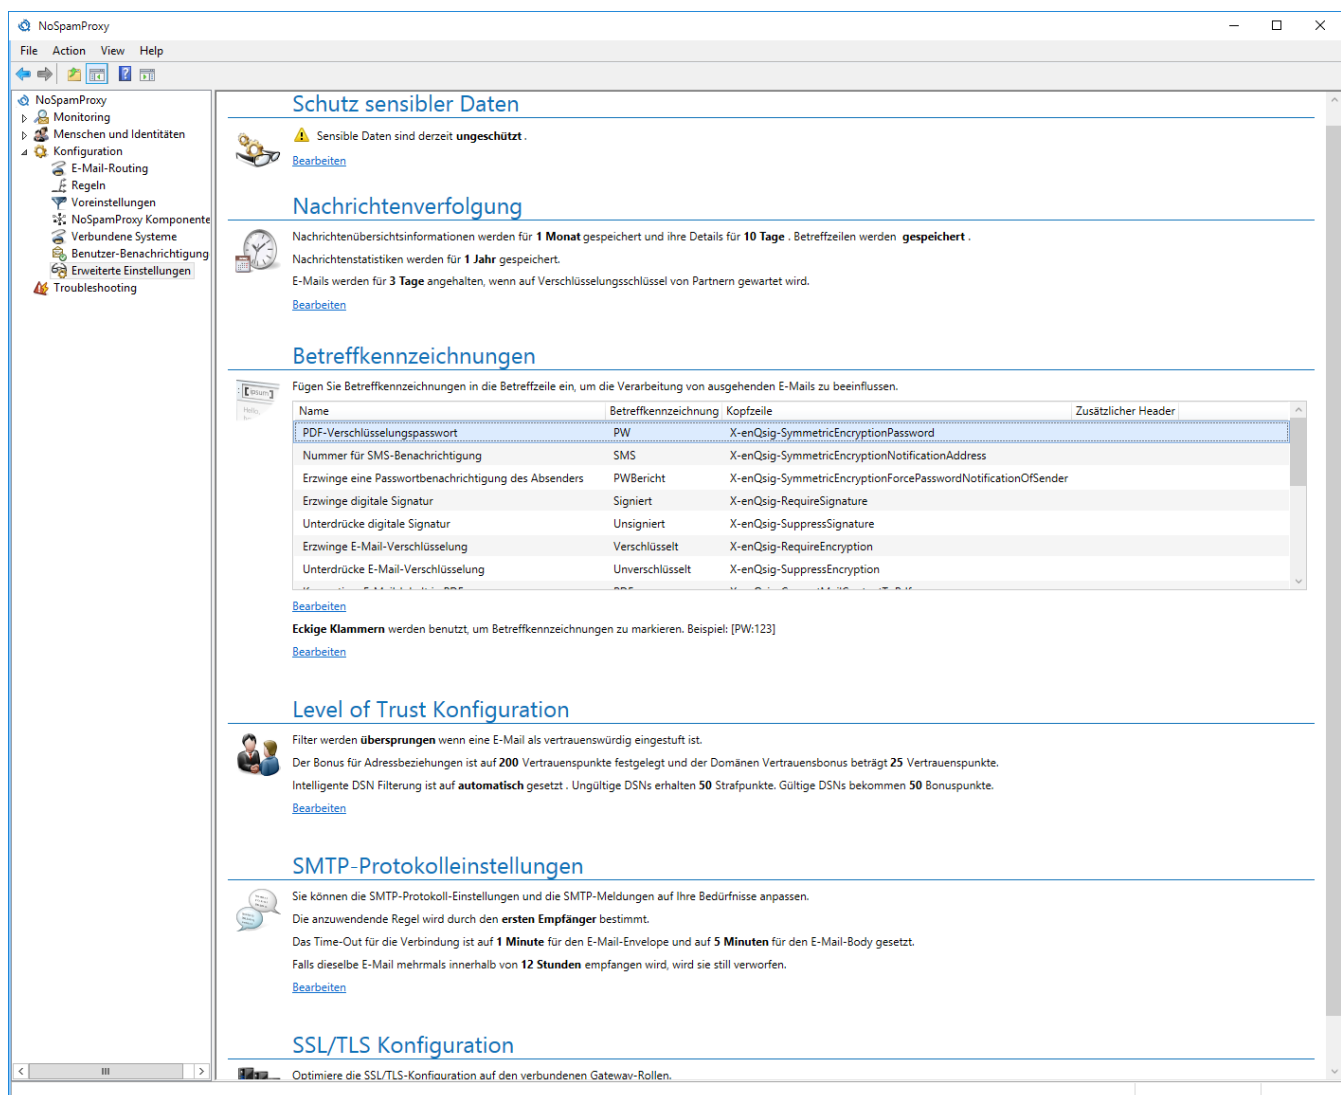 NoSpamProxy
File Action View Help
NoSpamProxy
Monitoring
Menschen und Identitäten
Konfiguration
E-Mail-Routing
Regeln
Voreinstellungen
NoSpamProxy Komponente
Verbundene Systeme
Benutzer-Benachrichtigung
Erweiterte Einstellungen
Troubleshooting
Schutz sensibler Daten
Sensible Daten sind derzeit ungeschützt .
Bearbeiten
Nachrichtenverfolgung
Nachrichtenübersichtsinformationen werden für 1 Monat gespeichert und ihre Details für 10 Tage . Betreffzeilen werden gespeichert .
Nachrichtenstatistiken werden für 1 Jahr gespeichert.
E-Mails werden für 3 Tage angehalten, wenn auf Verschlüsselungsschlüssel von Partnern gewartet wird.
Bearbeiten
Betreffkennzeichnungen
Fügen Sie Betreffkennzeichnungen in die Betreffzeile ein, um die Verarbeitung von ausgehenden E-Mails zu beeinflussen.
Name Betreffkennzeichnung Kopfzeile Zusätzlicher Header
PDF-Verschlüsselungspasswort PW X-enQsig-SymmetricEncryptionPassword
Nummer für SMS-Benachrichtigung SMS X-enQsig-SymmetricEncryptionNotificationAddress
Erzwinge eine Passwortbenachrichtigung des Absenders PWBericht X-enQsig-SymmetricEncryptionForcePasswordNotificationOfSender
Erzwinge digitale Signatur Signiert X-enQsig-RequireSignature
Unterdrücke digitale Signatur Unsigniert X-enQsig-SuppressSignature
Erzwinge E-Mail-Verschlüsselung Verschlüsselt X-enQsig-RequireEncryption
Unterdrücke E-Mail-Verschlüsselung Unverschlüsselt X-enQsig-SuppressEncryption
Bearbeiten
Eckige Klammern werden benutzt, um Betreffkennzeichnungen zu markieren. Beispiel: [PW:123]
Bearbeiten
Level of Trust Konfiguration
Filter werden übersprungen wenn eine E-Mail als vertrauenswürdig eingestuft ist.
Der Bonus für Adressbeziehungen ist auf 200 Vertrauenspunkte festgelegt und der Domänen Vertrauensbonus beträgt 25 Vertrauenspunkte.
Intelligente DSN Filterung ist auf automatisch gesetzt . Ungültige DSNs erhalten 50 Strafpunkte. Gültige DSNs bekommen 50 Bonuspunkte.
Bearbeiten
SMTP-Protokolleinstellungen
Sie können die SMTP-Protokoll-Einstellungen und die SMTP-Meldungen auf Ihre Bedürfnisse anpassen.
Die anzuwendende Regel wird durch den ersten Empfänger bestimmt.
Das Time-Out für die Verbindung ist auf 1 Minute für den E-Mail-Envelope und auf 5 Minuten für den E-Mail-Body gesetzt.
Falls dieselbe E-Mail mehrmals innerhalb von 12 Stunden empfangen wird, wird sie still verworfen.
Bearbeiten
SSL/TLS Konfiguration
Optimiere die SSL/TLS-Konfiguration auf den verbundenen Gateway-Rollen.